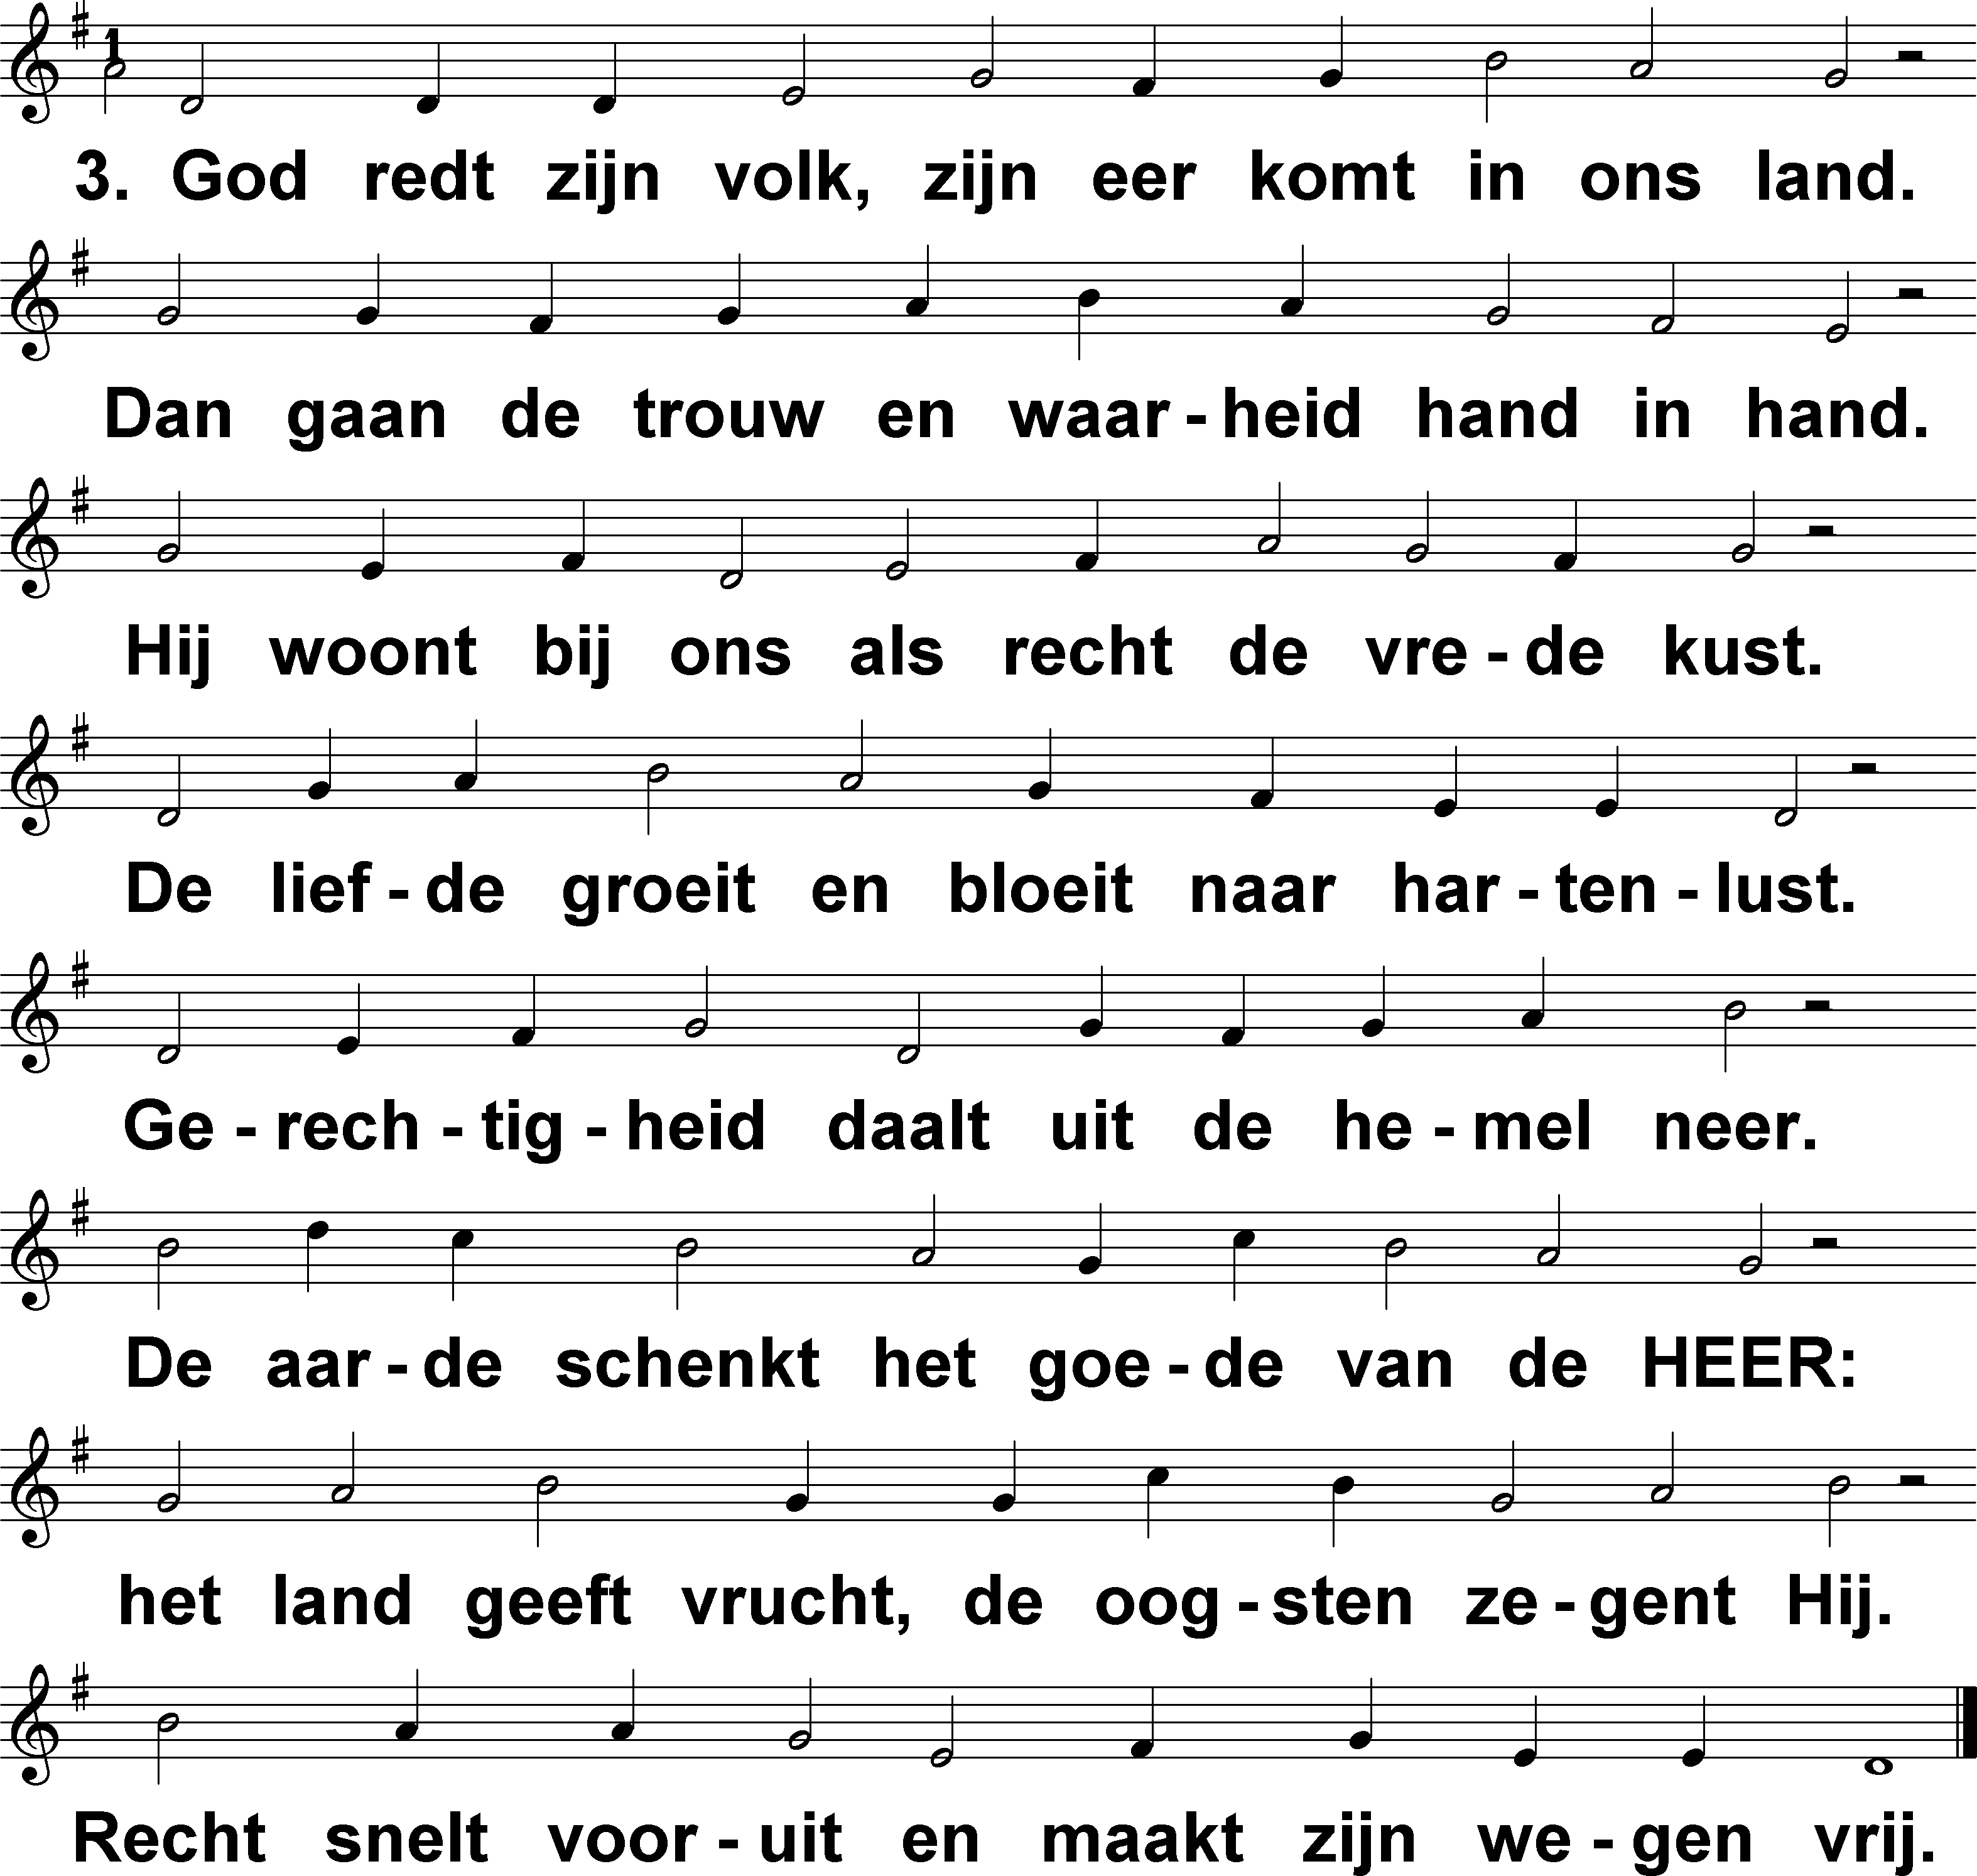 1
3. God redt zijn volk, zijn eer komt in ons land.
Dan gaan de trouw en waar - heid hand in hand.
Hij woont bij ons als recht de vre - de kust.
De lief - de groeit en bloeit naar har - ten - lust.
Ge - rech - tig - heid daalt uit de he - mel neer.
De aar - de schenkt het goe - de van de HEER:
het land geeft vrucht, de oog - sten ze - gent Hij.
Recht snelt voor - uit en maakt zijn we - gen vrij.